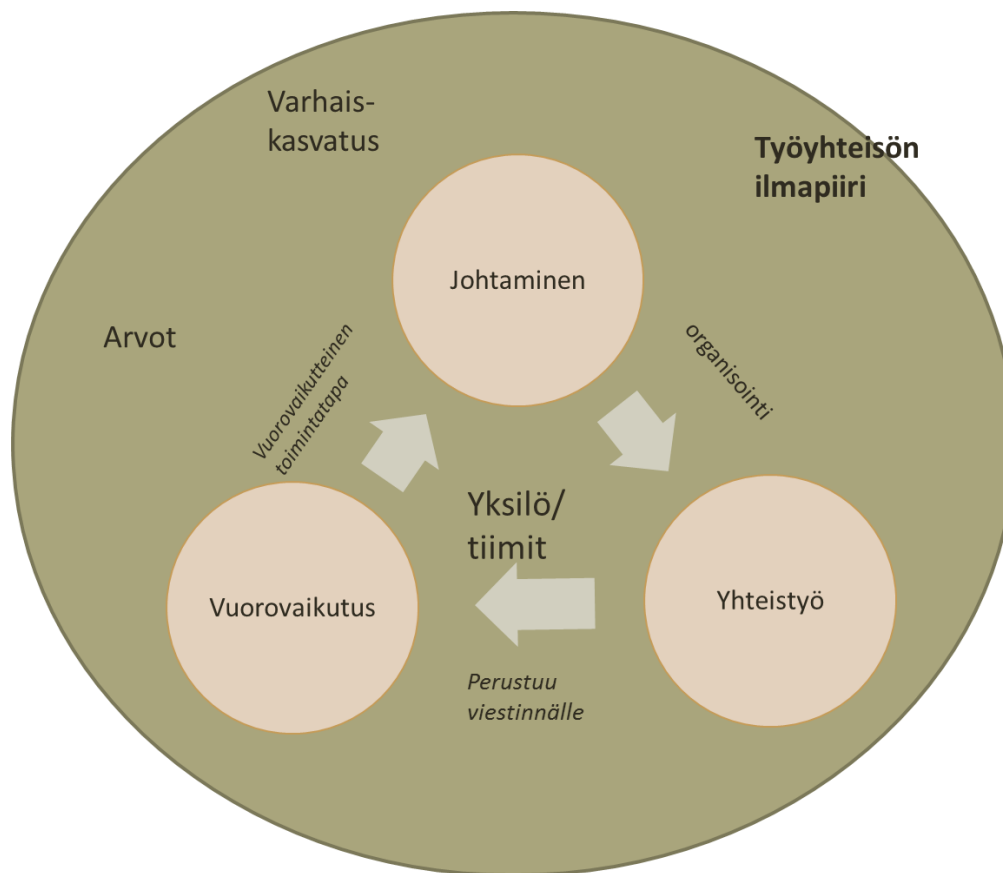 Varhais-
kasvatus
Työyhteisön
ilmapiiri
Johtaminen
Arvot
Vuorovaikutteinen
toimintatapa
organisointi
Yksilö/
tiimit
Vuorovaikutus
Yhteistyö
Perustuu
viestinnälle